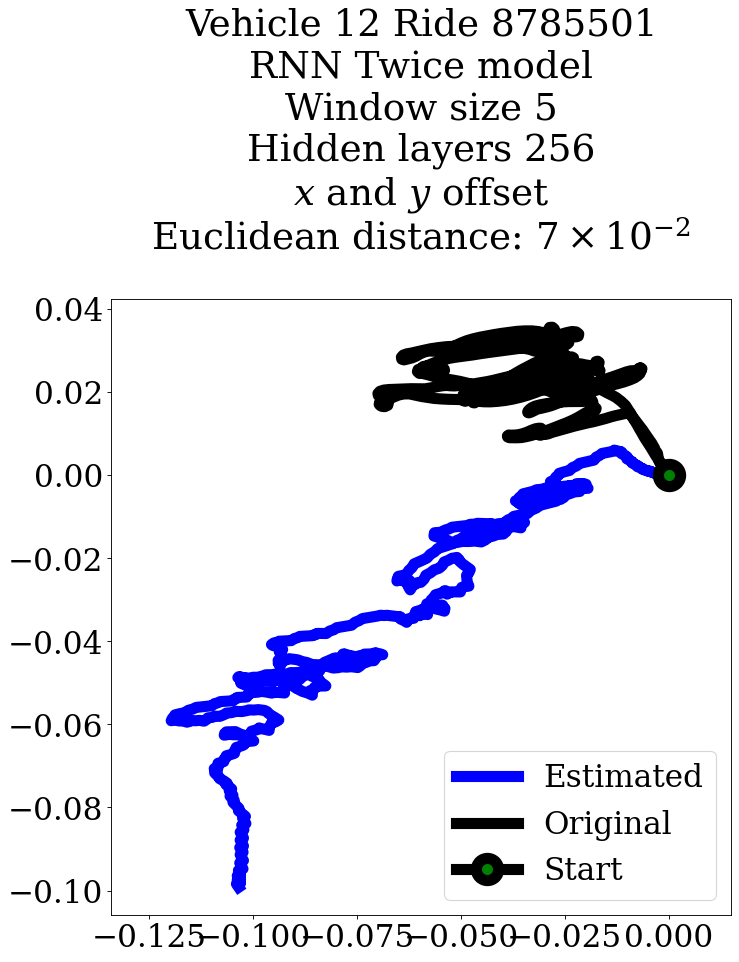 Vehicle 12 Ride 8785501
RNN Twice model
Window size 5
Hidden layers 256
x and y offset
Euclidean distance: 7 × 10⁻²
0.04
0.02
0.00
−0.02
−0.04
−0.06
−0.08
−0.10
Estimated
Original
Start
−0.125 −0.100 −0.075 −0.050 −0.025 0.000